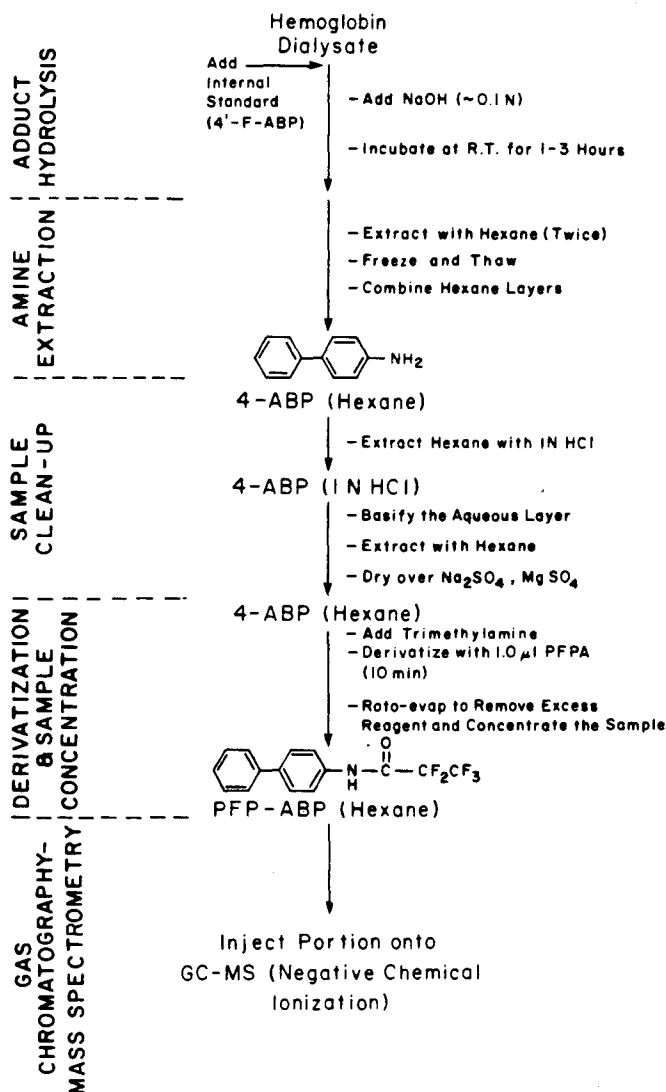 Hemoglobin
Dialysate
Add
Internal
Standard
(4'-F-ABP)
-Add NaOH (~0.1 N)
-Incubate at R.T. for 1-3 Hours
ADDUCT
HYDROLYSIS
-Extract with Hexane (Twice)
-Freeze and Thaw
-Combine Hexane Layers
AMINE
EXTRACTION
NH2
4-ABP (Hexane)
-Extract Hexane with 1N HCl
4-ABP (1 N HCl)
-Basify the Aqueous Layer
-Extract with Hexane
-Dry over Na2SO4, MgSO4
SAMPLE
CLEAN-UP
4-ABP (Hexane)
-Add Trimethylamine
-Derivatize with 1.0 μl PFPA
(10 min)
-Roto-evap to Remove Excess
Reagent and Concentrate the Sample
DERIVATIZATION
& SAMPLE
CONCENTRATION
O
N-C-CF2CF3
H
PFP-ABP (Hexane)
Inject Portion onto
GC-MS (Negative Chemical
Ionization)
GAS
CHROMATOGRAPHY-
MASS SPECTROMETRY